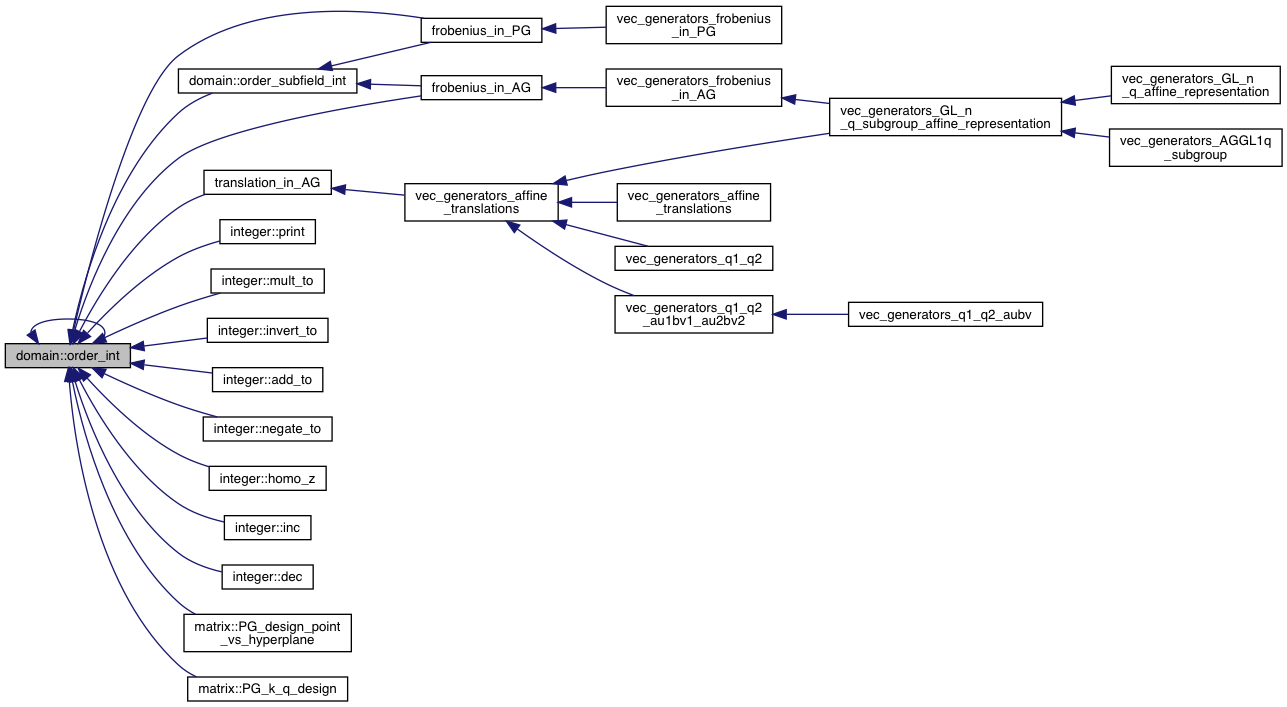 frobenius_in_PG
vec_generators_frobenius
_in_PG
domain::order_subfield_int
frobenius_in_AG
vec_generators_frobenius
_in_AG
vec_generators_GL_n
_q_subgroup_affine_representation
vec_generators_GL_n
_q_affine_representation
vec_generators_AGGL1q
_subgroup
translation_in_AG
vec_generators_affine
_translations
vec_generators_affine
_translations
integer::print
vec_generators_q1_q2
integer::mult_to
vec_generators_q1_q2
_au1bv1_au2bv2
vec_generators_q1_q2_aubv
integer::invert_to
domain::order_int
integer::add_to
integer::negate_to
integer::homo_z
integer::inc
integer::dec
matrix::PG_design_point
_vs_hyperplane
matrix::PG_k_q_design